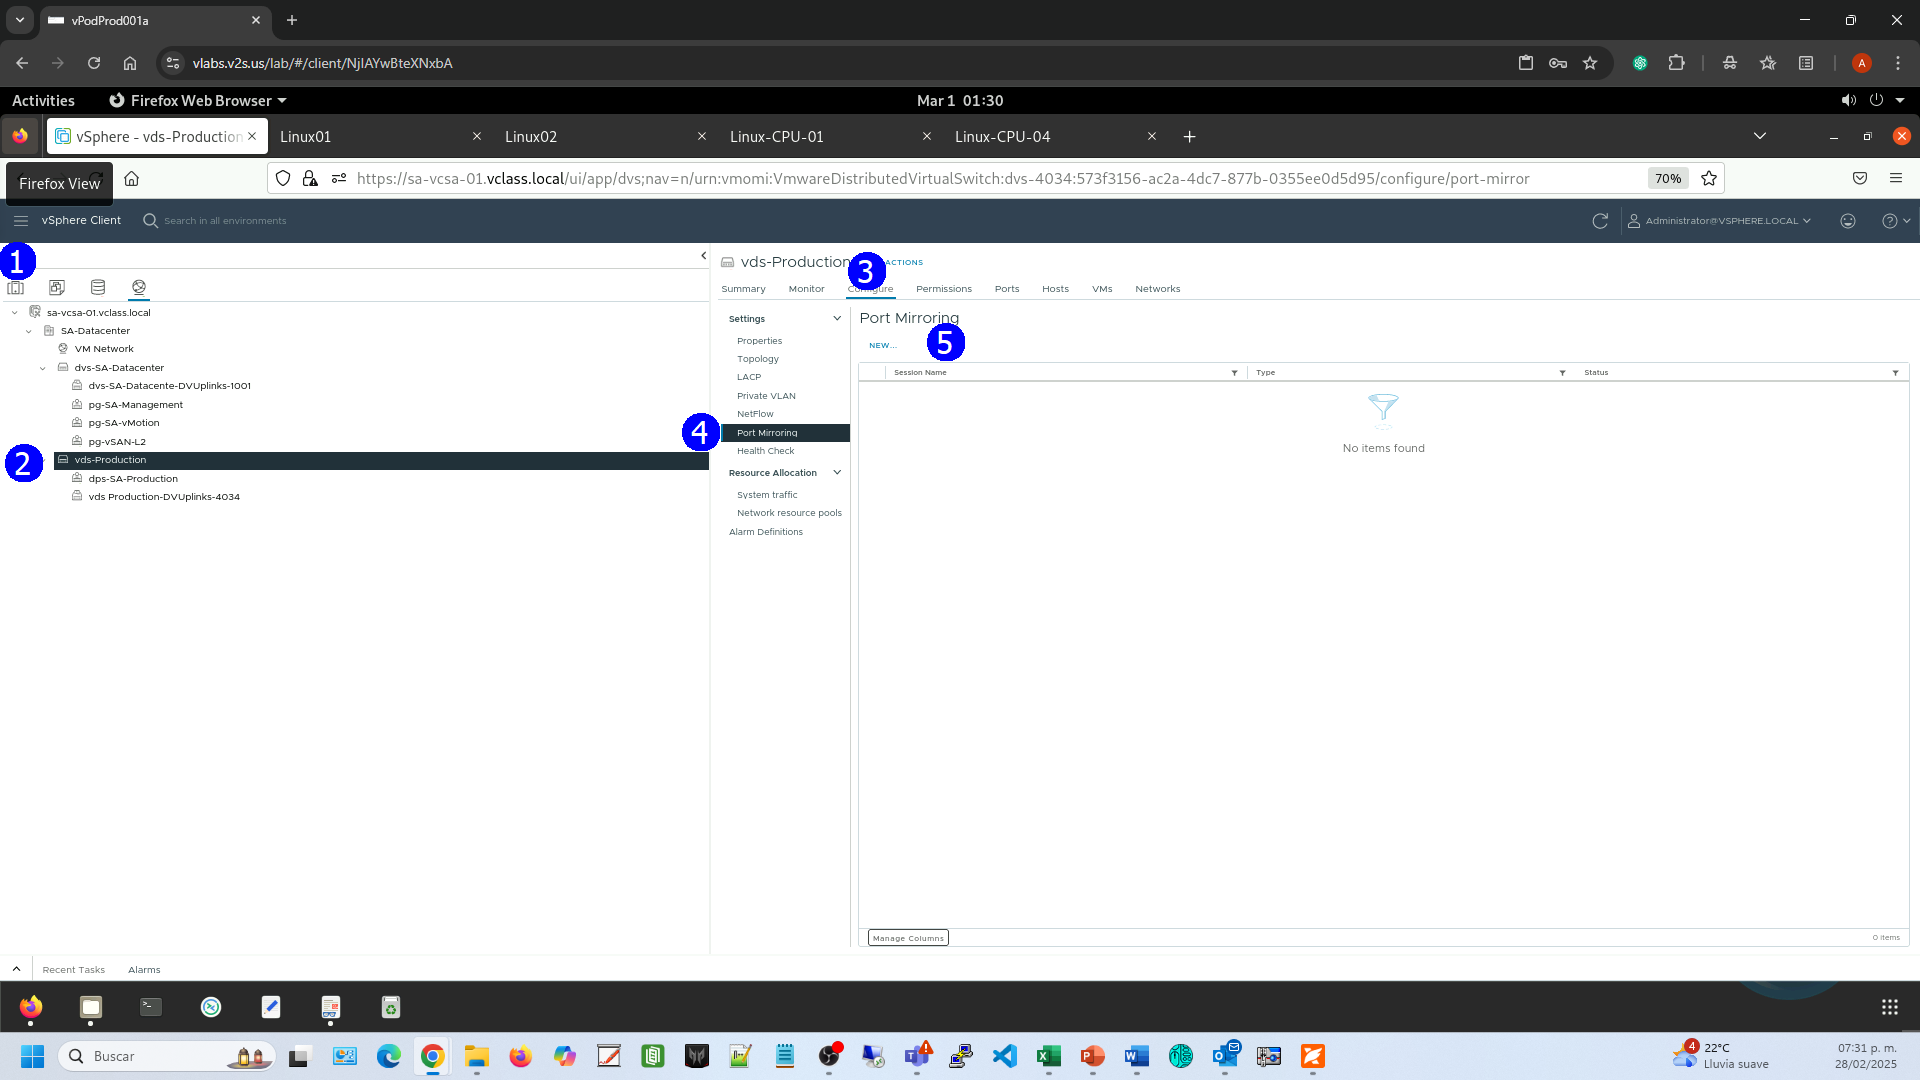 vPodProd001a
vlabs.v2s.us/lab/#/client/NjIAYwBteXNxbA
A
Activities
Firefox Web Browser
Mar 1 01:30
vSphere - vds-Production
Linux01
Linux02
Linux-CPU-01
Linux-CPU-04
Firefox View
https://sa-vcsa-01.vclass.local/ui/app/dvs;nav=n/urn:vmomi:VmwareDistributedVirtualSwitch:dvs-4034:573f3156-ac2a-4dc7-877b-0355ee0d5d95/configure/port-mirror
70%
vSphere Client
Search in all environments
Administrator@VSPHERE.LOCAL
1
sa-vcsa-01.vclass.local
SA-Datacenter
VM Network
dvs-SA-Datacenter
dvs-SA-Datacente-DVUplinks-1001
pg-SA-Management
pg-SA-vMotion
pg-vSAN-L2
2
vds-Production
dps-SA-Production
vds Production-DVUplinks-4034
vds-Production
3
ACTIONS
Summary
Monitor
Configure
Permissions
Ports
Hosts
VMs
Networks
Settings
Properties
Topology
LACP
Private VLAN
NetFlow
4
Port Mirroring
Health Check
Resource Allocation
System traffic
Network resource pools
Alarm Definitions
Port Mirroring
NEW...
5
Session Name
Type
Status
No items found
Manage Columns
0 items
Recent Tasks
Alarms
Buscar
4
22°C
Lluvia suave
07:31 p. m.
28/02/2025